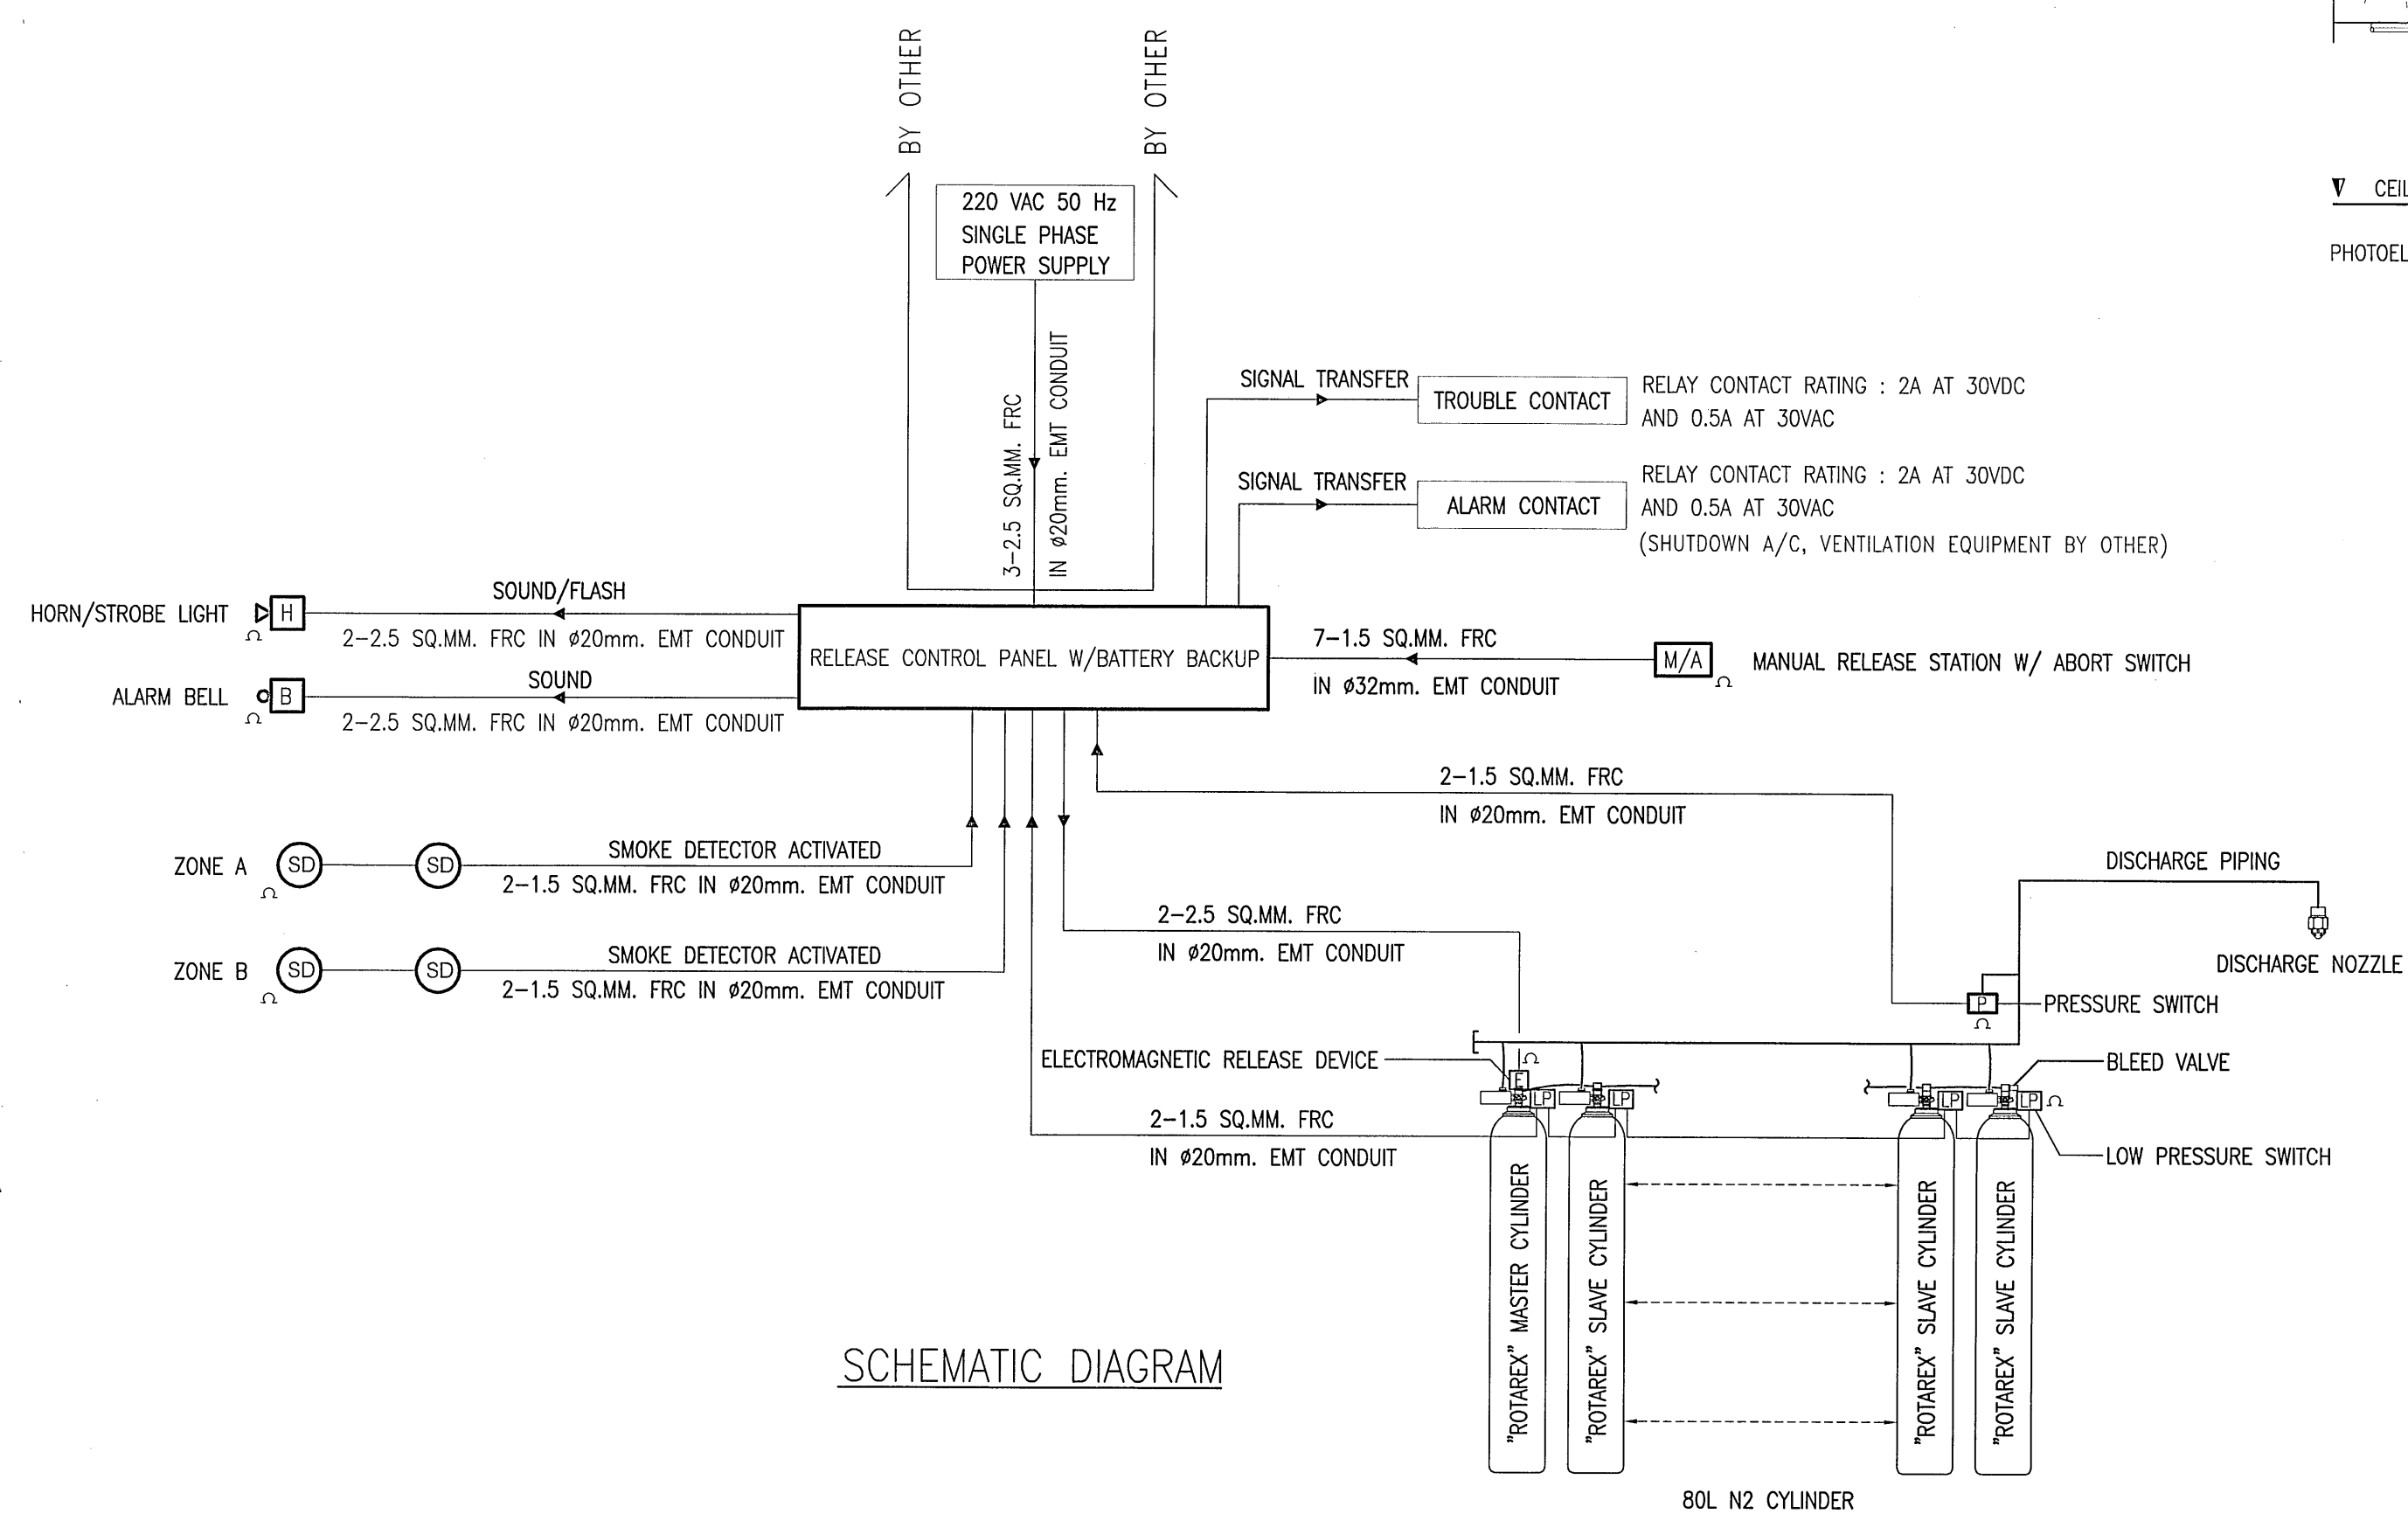 BY OTHER
BY OTHER
220 VAC 50 Hz
SINGLE PHASE
POWER SUPPLY
3-2.5 SQ.MM. FRC
IN ø20mm. EMT CONDUIT
CEIL
PHOTOEL
SIGNAL TRANSFER
TROUBLE CONTACT
RELAY CONTACT RATING : 2A AT 30VDC
AND 0.5A AT 30VAC
SIGNAL TRANSFER
ALARM CONTACT
RELAY CONTACT RATING : 2A AT 30VDC
AND 0.5A AT 30VAC
(SHUTDOWN A/C, VENTILATION EQUIPMENT BY OTHER)
HORN/STROBE LIGHT
Ω
H
SOUND/FLASH
2-2.5 SQ.MM. FRC IN ø20mm. EMT CONDUIT
ALARM BELL
Ω
B
SOUND
2-2.5 SQ.MM. FRC IN ø20mm. EMT CONDUIT
RELEASE CONTROL PANEL W/BATTERY BACKUP
7-1.5 SQ.MM. FRC
IN ø32mm. EMT CONDUIT
M/A
Ω
MANUAL RELEASE STATION W/ ABORT SWITCH
2-1.5 SQ.MM. FRC
IN ø20mm. EMT CONDUIT
ZONE A
Ω
SD
SD
SMOKE DETECTOR ACTIVATED
2-1.5 SQ.MM. FRC IN ø20mm. EMT CONDUIT
ZONE B
Ω
SD
SD
SMOKE DETECTOR ACTIVATED
2-1.5 SQ.MM. FRC IN ø20mm. EMT CONDUIT
2-2.5 SQ.MM. FRC
IN ø20mm. EMT CONDUIT
DISCHARGE PIPING
DISCHARGE NOZZLE
P
Ω
PRESSURE SWITCH
ELECTROMAGNETIC RELEASE DEVICE
Ω
E
BLEED VALVE
LP
LP
LP
LP
Ω
LOW PRESSURE SWITCH
2-1.5 SQ.MM. FRC
IN ø20mm. EMT CONDUIT
"ROTAREX" MASTER CYLINDER
"ROTAREX" SLAVE CYLINDER
"ROTAREX" SLAVE CYLINDER
"ROTAREX" SLAVE CYLINDER
SCHEMATIC DIAGRAM
80L N2 CYLINDER